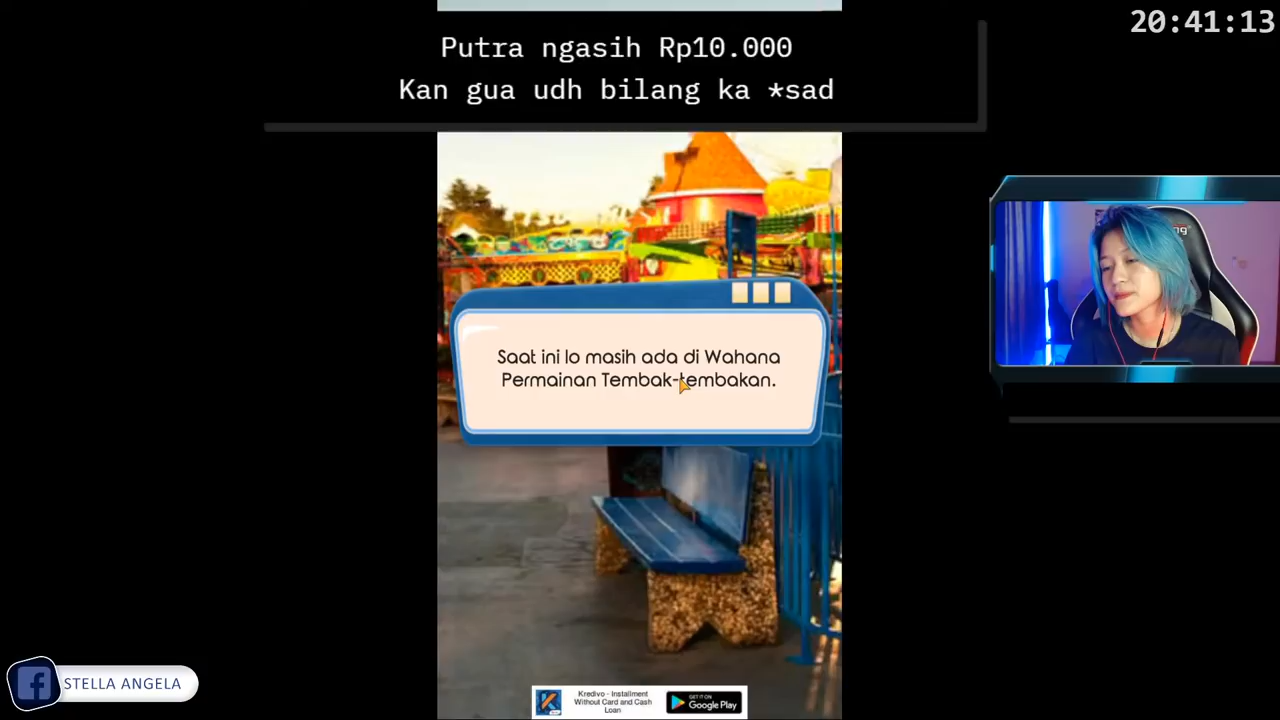 20:41:13
Putra ngasih Rp10.000
Kan gua udh bilang ka *sad
Saat ini lo masih ada di Wahana
Permainan Tembak-tembakan.
STELLA ANGELA
Kredivo - Installment
Without Card and Cash
Loan
GET IT ON
Google Play